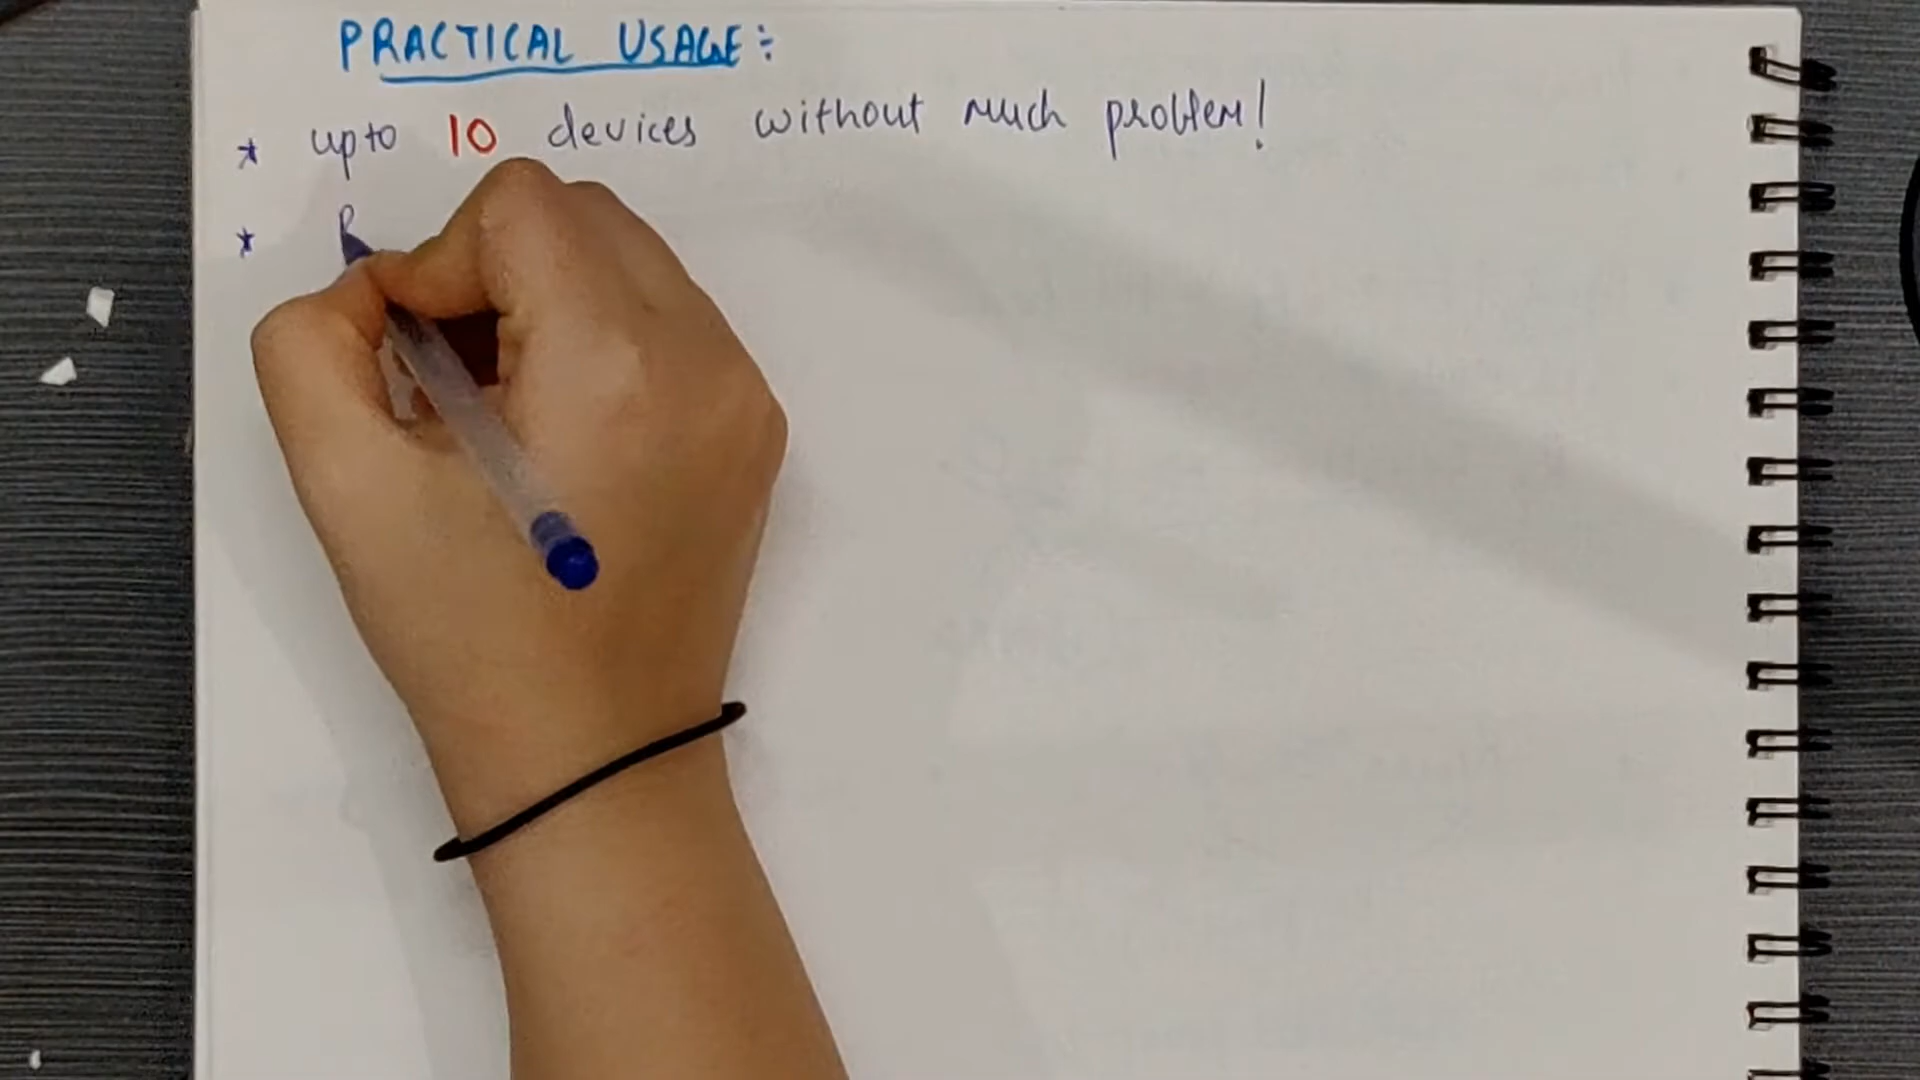 PRACTICAL USAGE:
* upto 10 devices without much problem!
*